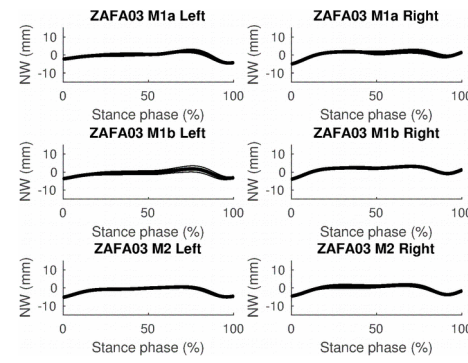 ZAFA03 M1a Left
ZAFA03 M1a Right
NW (mm)
10
0
-10
0
50
100
Stance phase (%)
NW (mm)
10
0
-10
0
50
100
Stance phase (%)
ZAFA03 M1b Left
ZAFA03 M1b Right
NW (mm)
10
0
-10
0
50
100
Stance phase (%)
NW (mm)
10
0
-10
0
50
100
Stance phase (%)
ZAFA03 M2 Left
ZAFA03 M2 Right
NW (mm)
10
0
-10
0
50
100
Stance phase (%)
NW (mm)
10
0
-10
0
50
100
Stance phase (%)